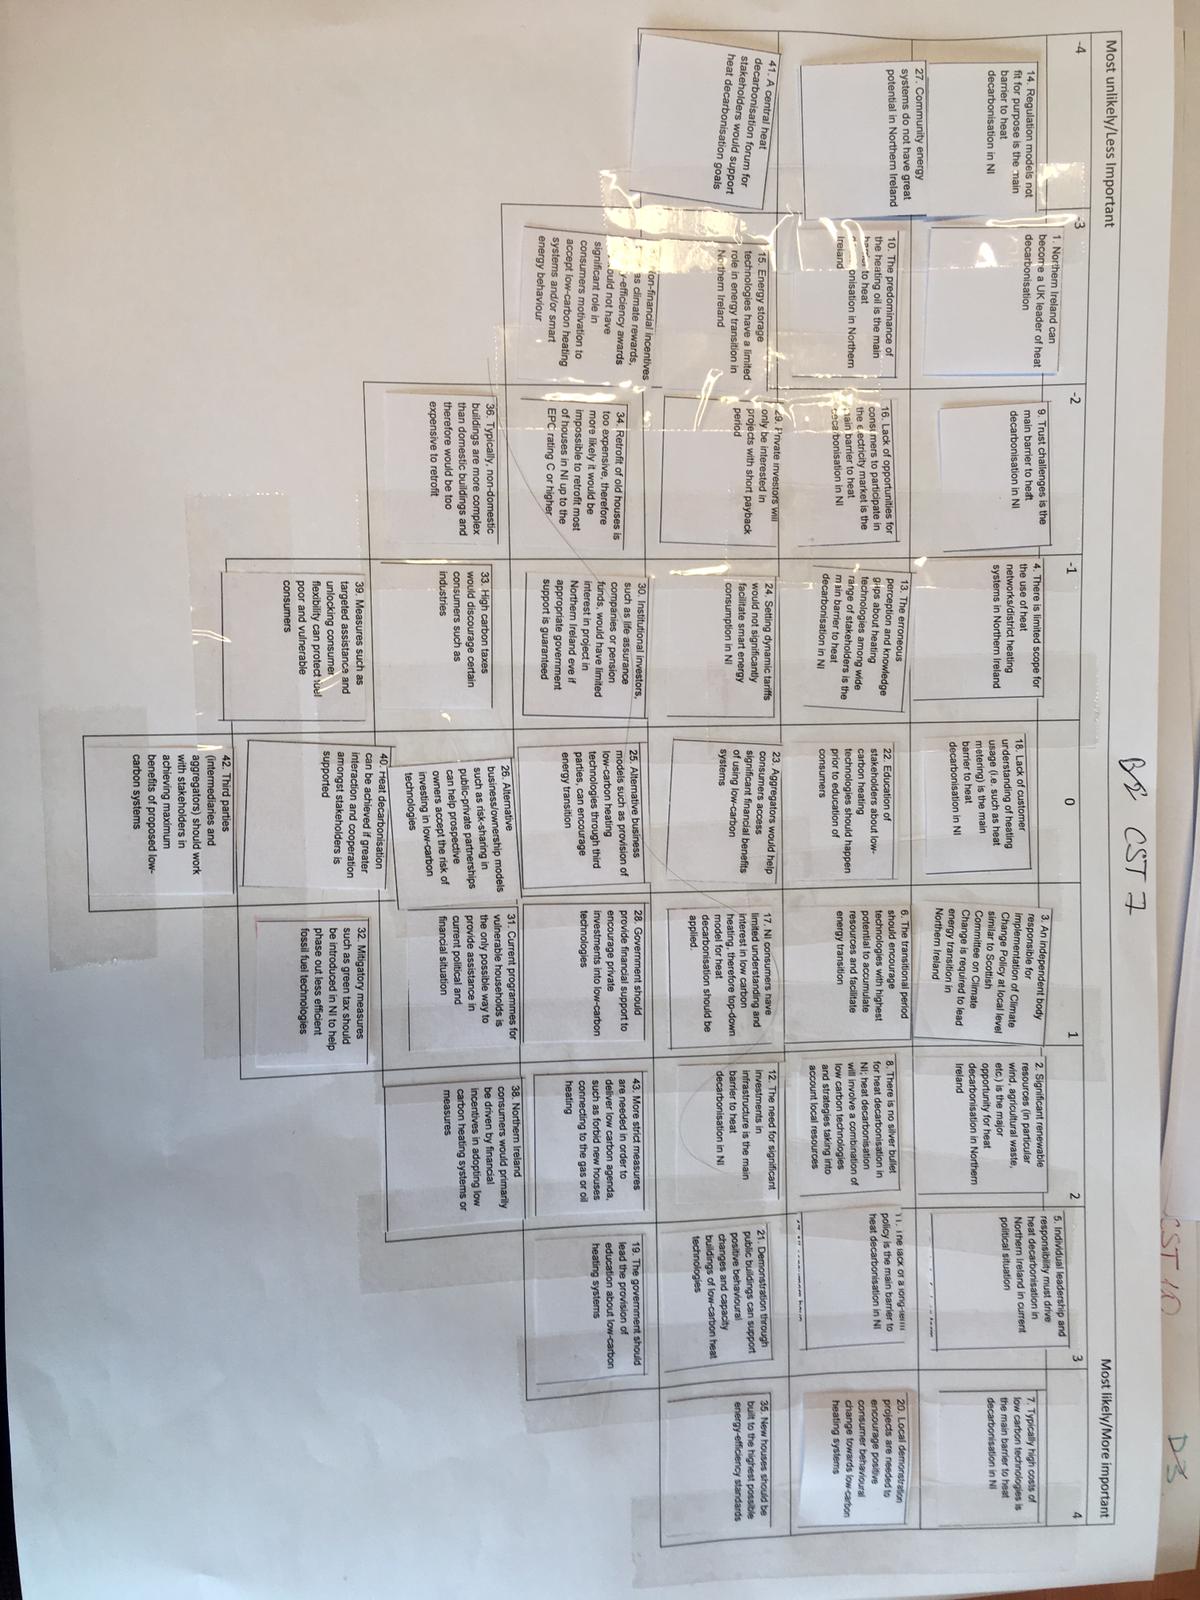 CST 10 D3
B2 CST 7
Most unlikely/Less Important
Most likely/More important
-4
-3
-2
-1
0
1
2
3
4
14. Regulation models not
fit for purpose is the main
barrier to heat
decarbonisation in NI
1. Northern Ireland can
become a UK leader of heat
decarbonisation
9. Trust challenges is the
main barrier to heat
decarbonisation in NI
4. There is limited scope for
the use of heat
networks/district heating
systems in Northern Ireland
18. Lack of customer
understanding of heating
usage (i.e. such as heat
metering) is the main
barrier to heat
decarbonisation in NI
3. An independent body
responsible for
implementation of Climate
Change Policy at local level
similar to Scottish
Committee on Climate
Change is required to lead
energy transition in
Northern Ireland
2. Significant renewable
resources (in particular
wind, agricultural waste,
etc.) is the major
opportunity for heat
decarbonisation in Northern
Ireland
5. Individual leadership and
responsibility must drive
heat decarbonisation in
Northern Ireland in current
political situation
7. Typically high costs of
low carbon technologies is
the main barrier to heat
decarbonisation in NI
27. Community energy
systems do not have great
potential in Northern Ireland
10. The predominance of
the heating oil is the main
to heat
onisation in Northern
Ireland
16. Lack of opportunities for
consumers to participate in
the electricity market is the
main barrier to heat
decarbonisation in NI
13. The erroneous
perception and knowledge
gaps about heating
technologies among wide
range of stakeholders is the
main barrier to heat
decarbonisation in NI
22. Education of
stakeholders about low-
carbon heating
technologies should happen
prior to education of
consumers
6. The transitional period
should encourage
technologies with highest
potential to accumulate
resources and facilitate
energy transition
8. There is no silver bullet
for heat decarbonisation in
NI; heat decarbonisation
will involve a combination of
low carbon technologies
and strategies taking into
account local resources
11. The lack of a long-term
policy is the main barrier to
heat decarbonisation in NI
20. Local demonstration
projects are needed to
encourage positive
consumer behavioural
change towards low-carbon
heating systems
41. A central heat
decarbonisation forum for
stakeholders would support
heat decarbonisation goals
15. Energy storage
technologies have a limited
role in energy transition in
Northern Ireland
29. Private investors will
only be interested in
projects with short payback
period
24. Setting dynamic tariffs
would not significantly
facilitate smart energy
consumption in NI
23. Aggregators would help
consumers access
significant financial benefits
of using low-carbon
systems
17. NI consumers have
limited understanding and
interest in low carbon
heating, therefore top-down
model for heat
decarbonisation should be
applied.
12. The need for significant
investments in
infrastructure is the main
barrier to heat
decarbonisation in NI
21. Demonstration through
public buildings can support
positive behavioural
changes and capacity
buildings of low-carbon heat
technologies
35. New houses should be
built to the highest possible
energy-efficiency standards
Non-financial incentives
as climate rewards,
y-efficiency awards
ould not have
significant role in
consumers motivation to
accept low-carbon heating
systems and/or smart
energy behaviour
34. Retrofit of old houses is
too expensive, therefore
more likely it would be
impossible to retrofit most
of houses in NI up to the
EPC rating C or higher
30. Institutional investors,
such as life assurance
companies or pension
funds, would have limited
interest in project in
Northern Ireland eve if
appropriate government
support is guaranteed
25. Alternative business
models such as provision of
low-carbon heating
technologies through third
parties, can encourage
energy transition
28. Government should
provide financial support to
encourage private
investments into low-carbon
technologies
43. More strict measures
are needed in order to
deliver low carbon agenda,
such as forbid new houses
connecting to the gas or oil
heating
19. The government should
lead the provision of
education about low-carbon
heating systems
36. Typically, non-domestic
buildings are more complex
than domestic buildings and
therefore would be too
expensive to retrofit
33. High carbon taxes
would discourage certain
consumers such as
industries
26. Alternative
business/ownership models
such as risk-sharing in
public-private partnerships
can help prospective
owners accept the risk of
investing in low-carbon
technologies
31. Current programmes for
vulnerable households is
the only possible way to
provide assistance in
current political and
financial situation
38. Northern Ireland
consumers would primarily
be driven by financial
incentives in adopting low
carbon heating systems or
measures
39. Measures such as
targeted assistance and
unlocking consumer
flexibility can protect fuel
poor and vulnerable
consumers
40. Heat decarbonisation
can be achieved if greater
interaction and cooperation
amongst stakeholders is
supported
32. Mitigatory measures
such as green tax should
be introduced in NI to help
phase out less efficient
fossil fuel technologies
42. Third parties
(intermediaries and
aggregators) should work
with stakeholders in
achieving maximum
benefits of proposed low-
carbon systems